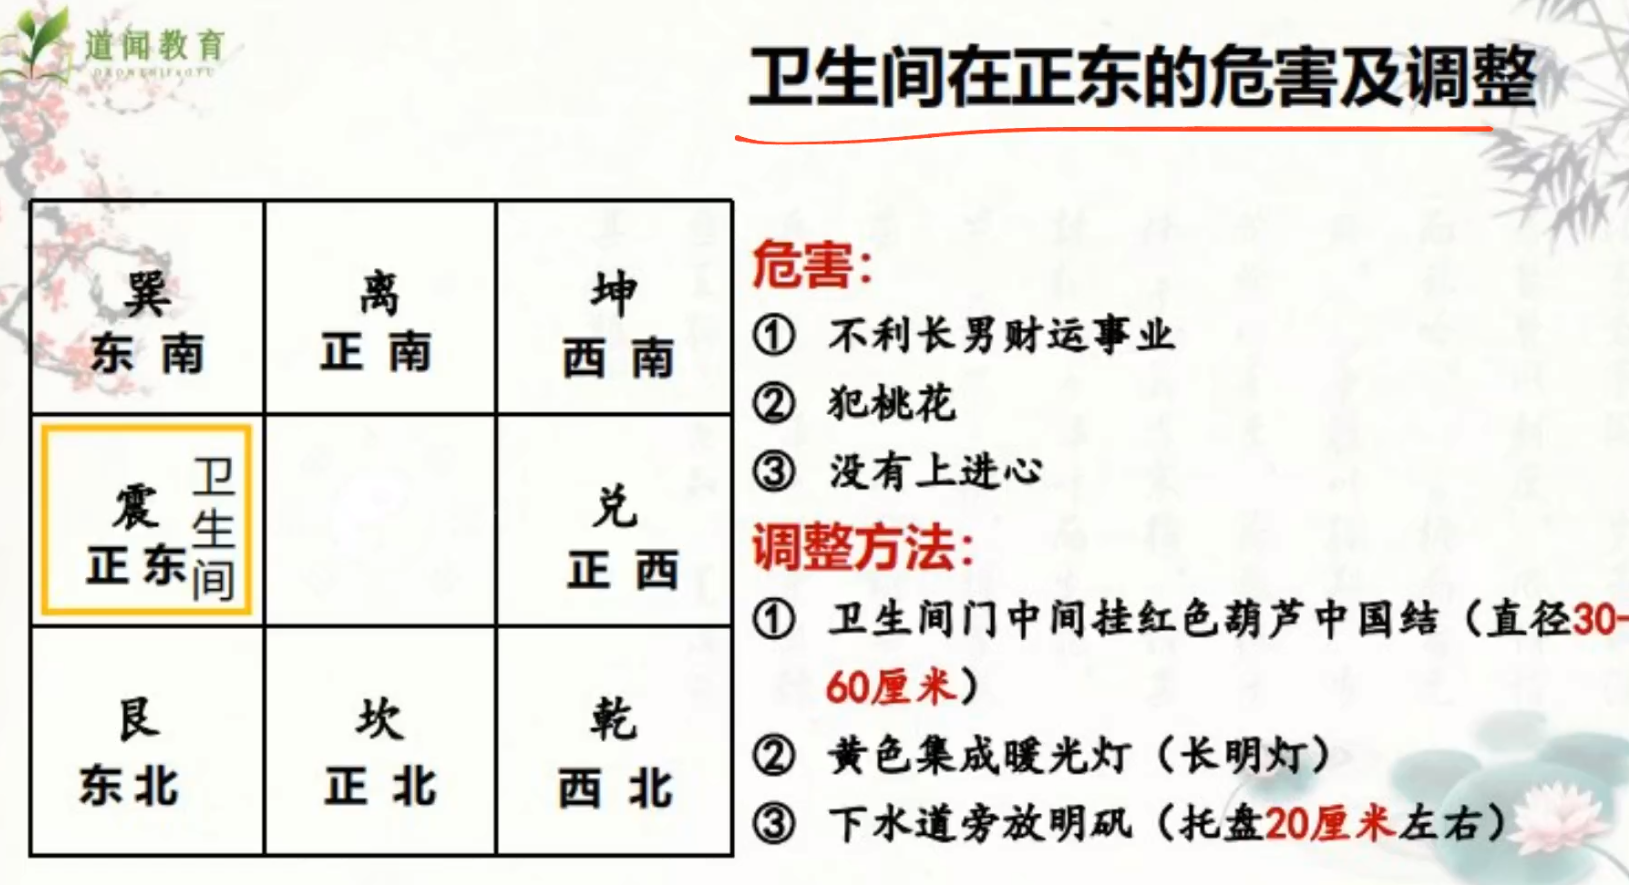 道闻教育
卫生间在正东的危害及调整
巽
东 南
离
正 南
坤
西 南
震
正东
卫生间
兑
正 西
艮
东北
坎
正 北
乾
西 北
危害：
① 不利长男财运事业
② 犯桃花
③ 没有上进心
调整方法：
① 卫生间门中间挂红色葫芦中国结（直径30-
60厘米）
② 黄色集成暖光灯（长明灯）
③ 下水道旁放明矾（托盘20厘米左右）